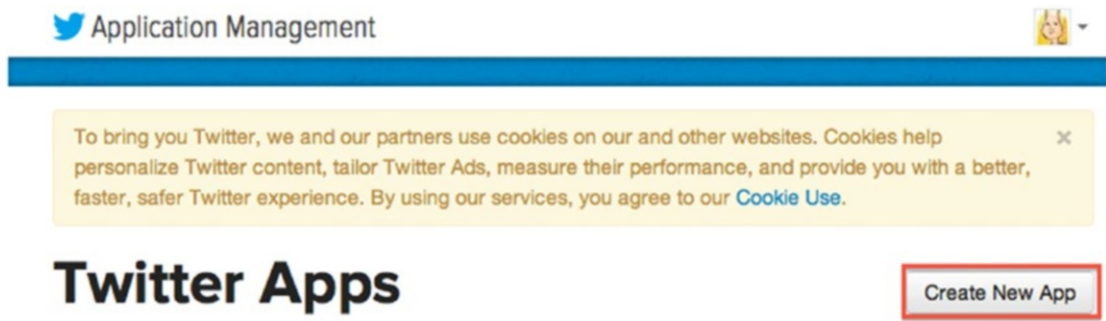 Application Management
To bring you Twitter, we and our partners use cookies on our and other websites. Cookies help
personalize Twitter content, tailor Twitter Ads, measure their performance, and provide you with a better,
faster, safer Twitter experience. By using our services, you agree to our Cookie Use.
Twitter Apps
Create New App